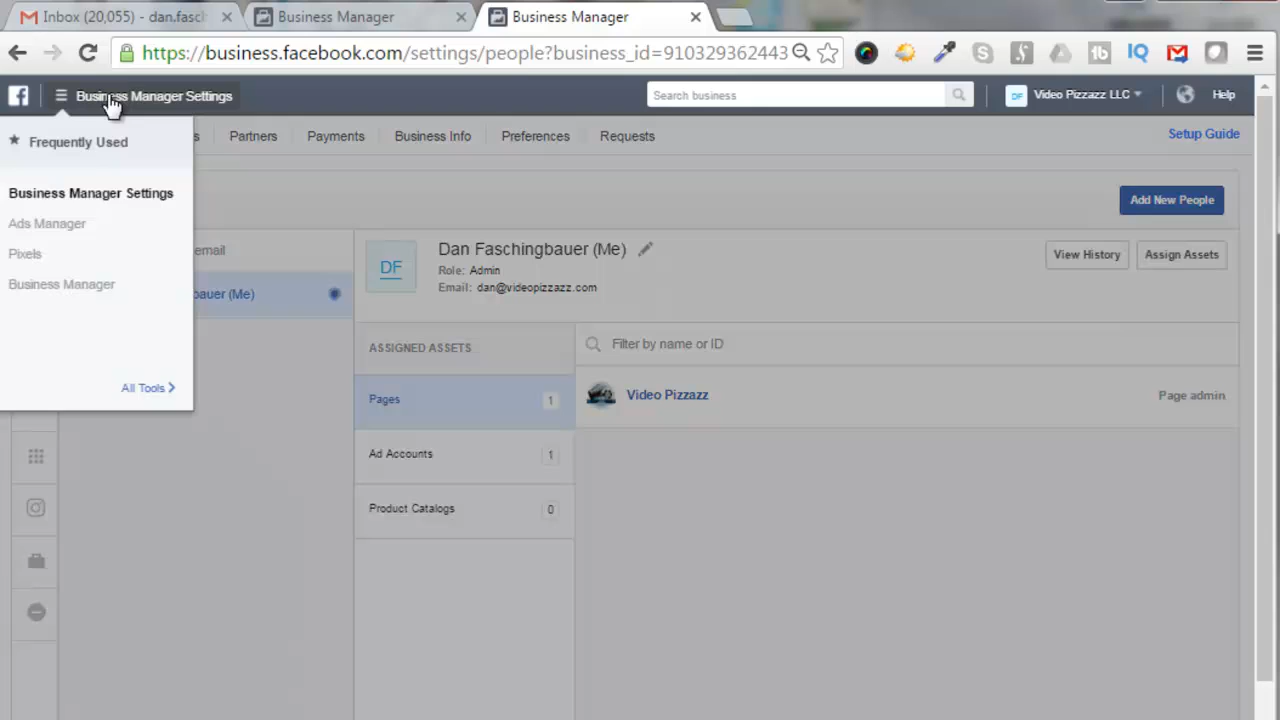 Inbox (20,055) - dan.fasch
Business Manager
Business Manager
https://business.facebook.com/settings/people?business_id=910329362443
IQ
Business Manager Settings
Search business
DF
Video Pizzazz LLC
Help
Frequently Used
s
Partners
Payments
Business Info
Preferences
Requests
Setup Guide
Business Manager Settings
Ads Manager
Pixels
Business Manager
All Tools
Add New People
email
bauer (Me)
DF
Dan Faschingbauer (Me)
Role: Admin
Email: dan@videopizzazz.com
View History
Assign Assets
ASSIGNED ASSETS
Filter by name or ID
Pages 1
Video Pizzazz
Page admin
Ad Accounts 1
Product Catalogs 0